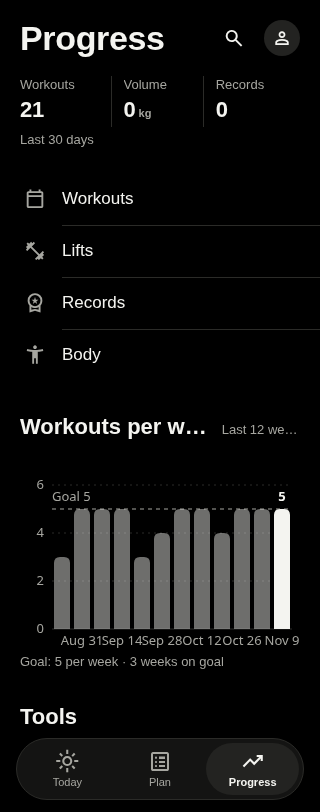 Progress
Workouts Volume Records
21 0 kg 0
Last 30 days
Workouts
Lifts
Records
Body
Workouts per w… Last 12 we…
6
Goal 5 5
4
2
0
Aug 31 Sep 14 Sep 28 Oct 12 Oct 26 Nov 9
Goal: 5 per week · 3 weeks on goal
Tools
Today Plan Progress